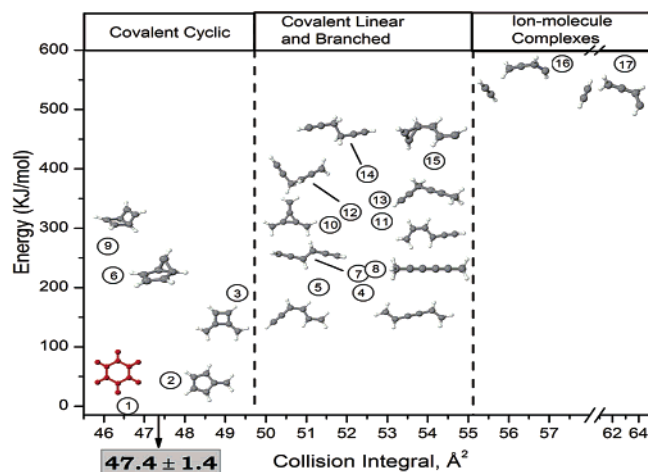 Covalent Cyclic
Covalent Linear
and Branched
Ion-molecule
Complexes
600
500
400
300
200
100
0
Energy (KJ/mol)
16
17
14
15
13
12
11
10
9
8
7
6
5
4
3
2
1
46 47 48 49 50 51 52 53 54 55 56 57 62 64
47.4 ± 1.4
Collision Integral, Å²